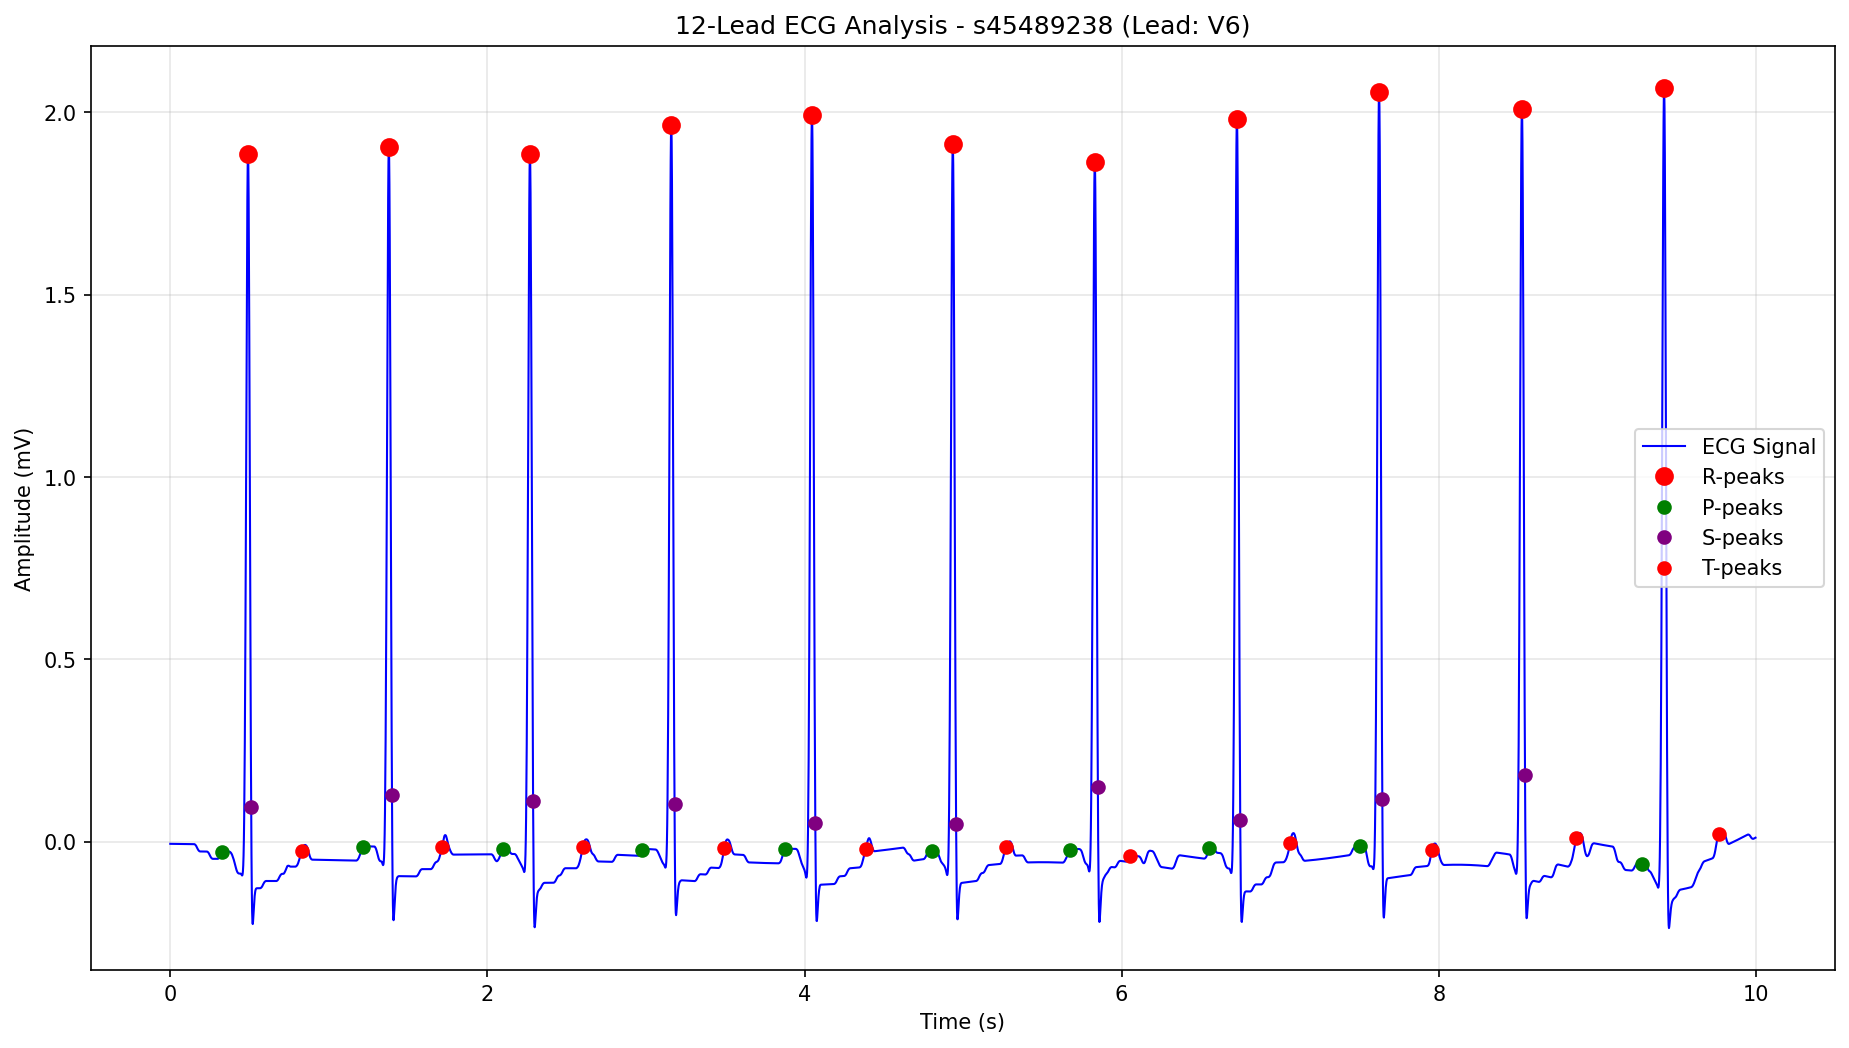 12-Lead ECG Analysis - s45489238 (Lead: V6)
2.0
1.5
1.0
0.5
0.0
Amplitude (mV)
ECG Signal
R-peaks
P-peaks
S-peaks
T-peaks
0 2 4 6 8 10
Time (s)